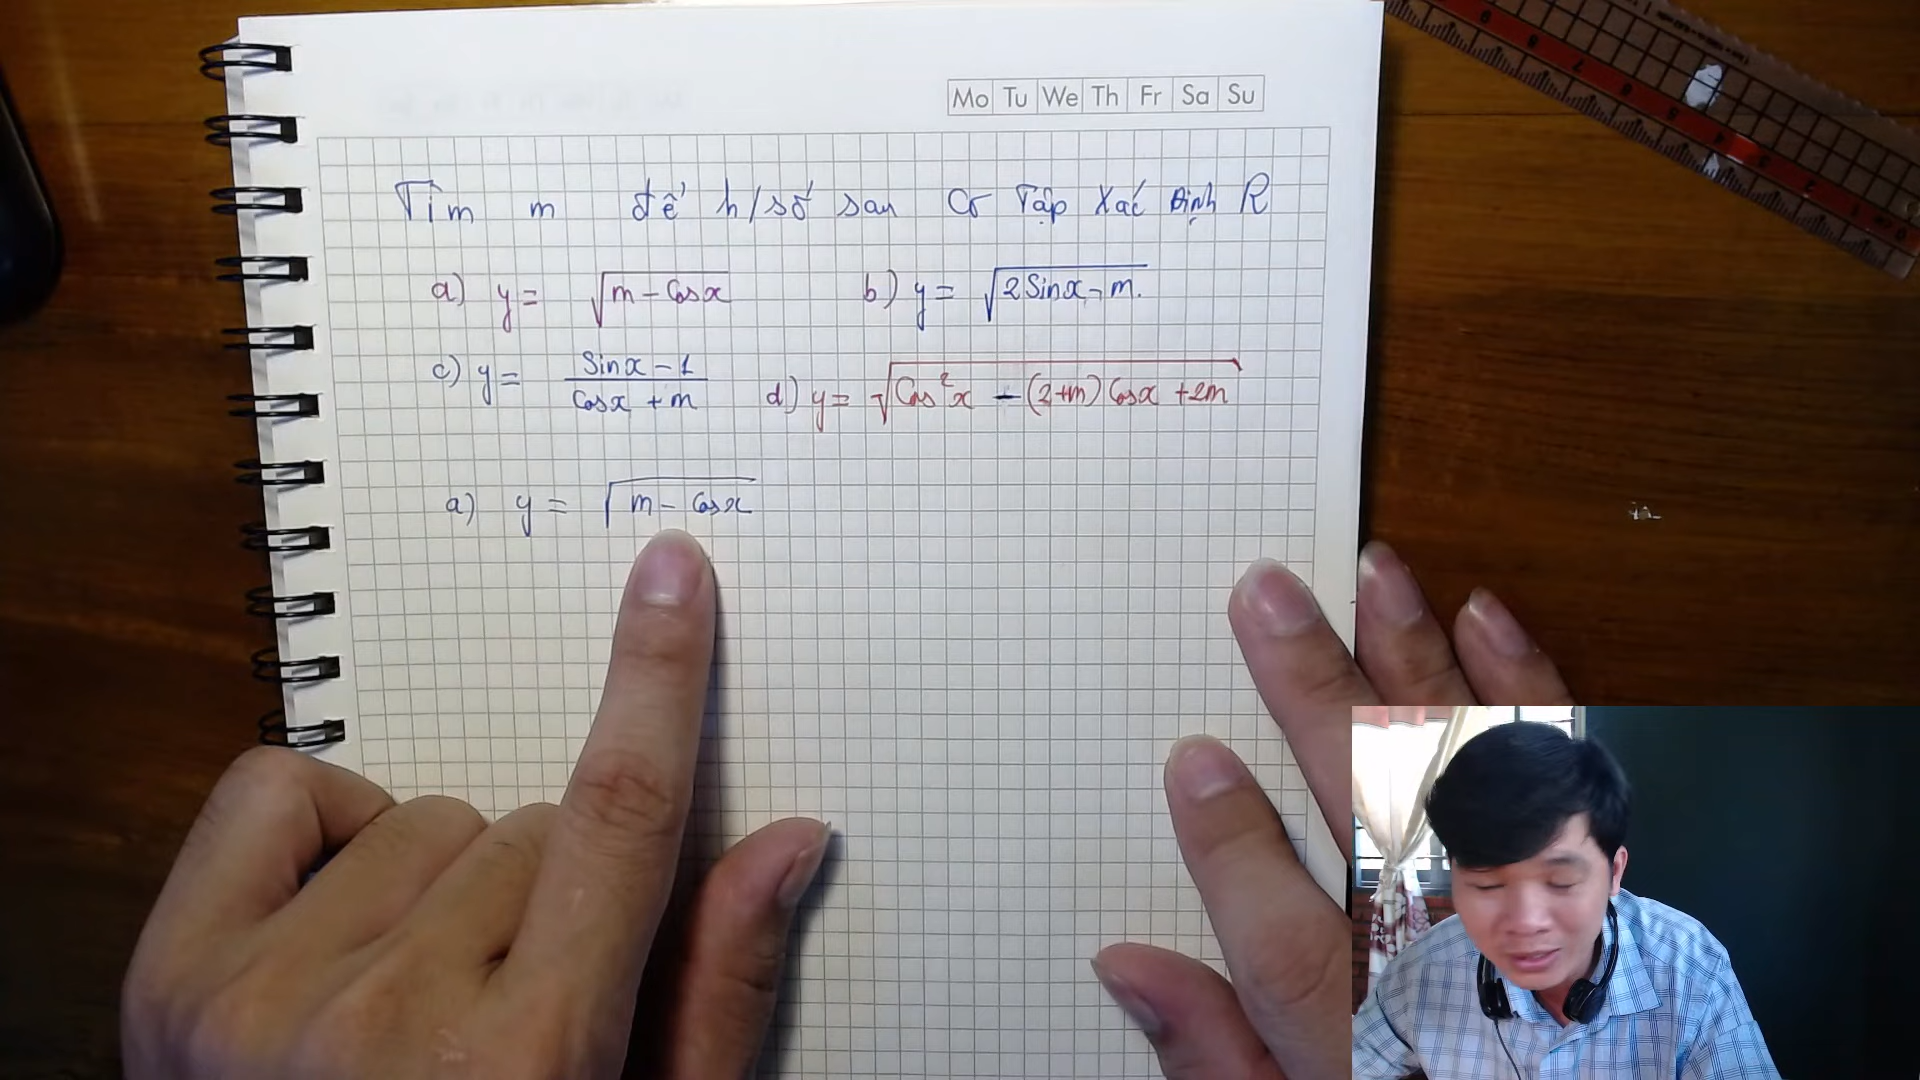 Mo Tu We Th Fr Sa Su
Tìm m để h/số sau có Tập Xác Định R
a) y = √m - Cosx b) y = √2Sinx - m.
c) y = Sinx - 1 / Cosx + m d) y = √Cos²x - (2+m) Cosx + 2m
a) y = √m - Cosx